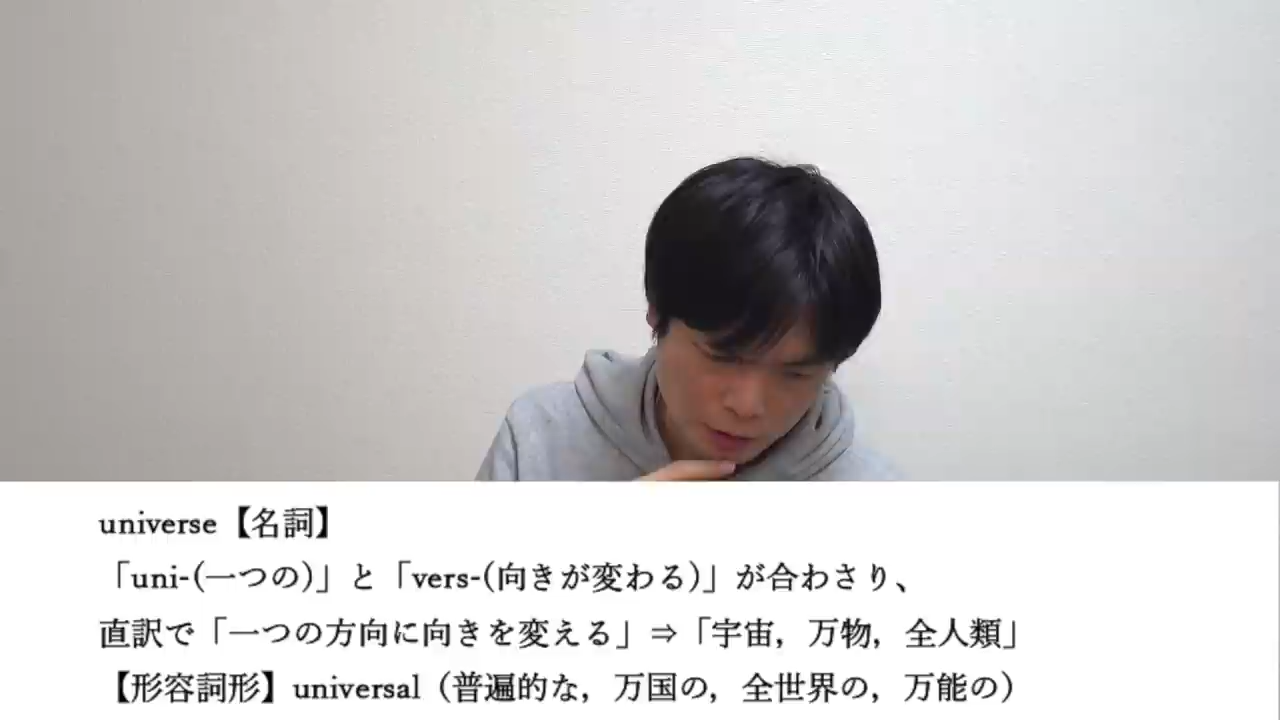 universe【名詞】
「uni-(一つの)」と「vers-(向きが変わる)」が合わさり、
直訳で「一つの方向に向きを変える」⇒「宇宙，万物，全人類」
【形容詞形】universal（普遍的な，万国の，全世界の，万能の）